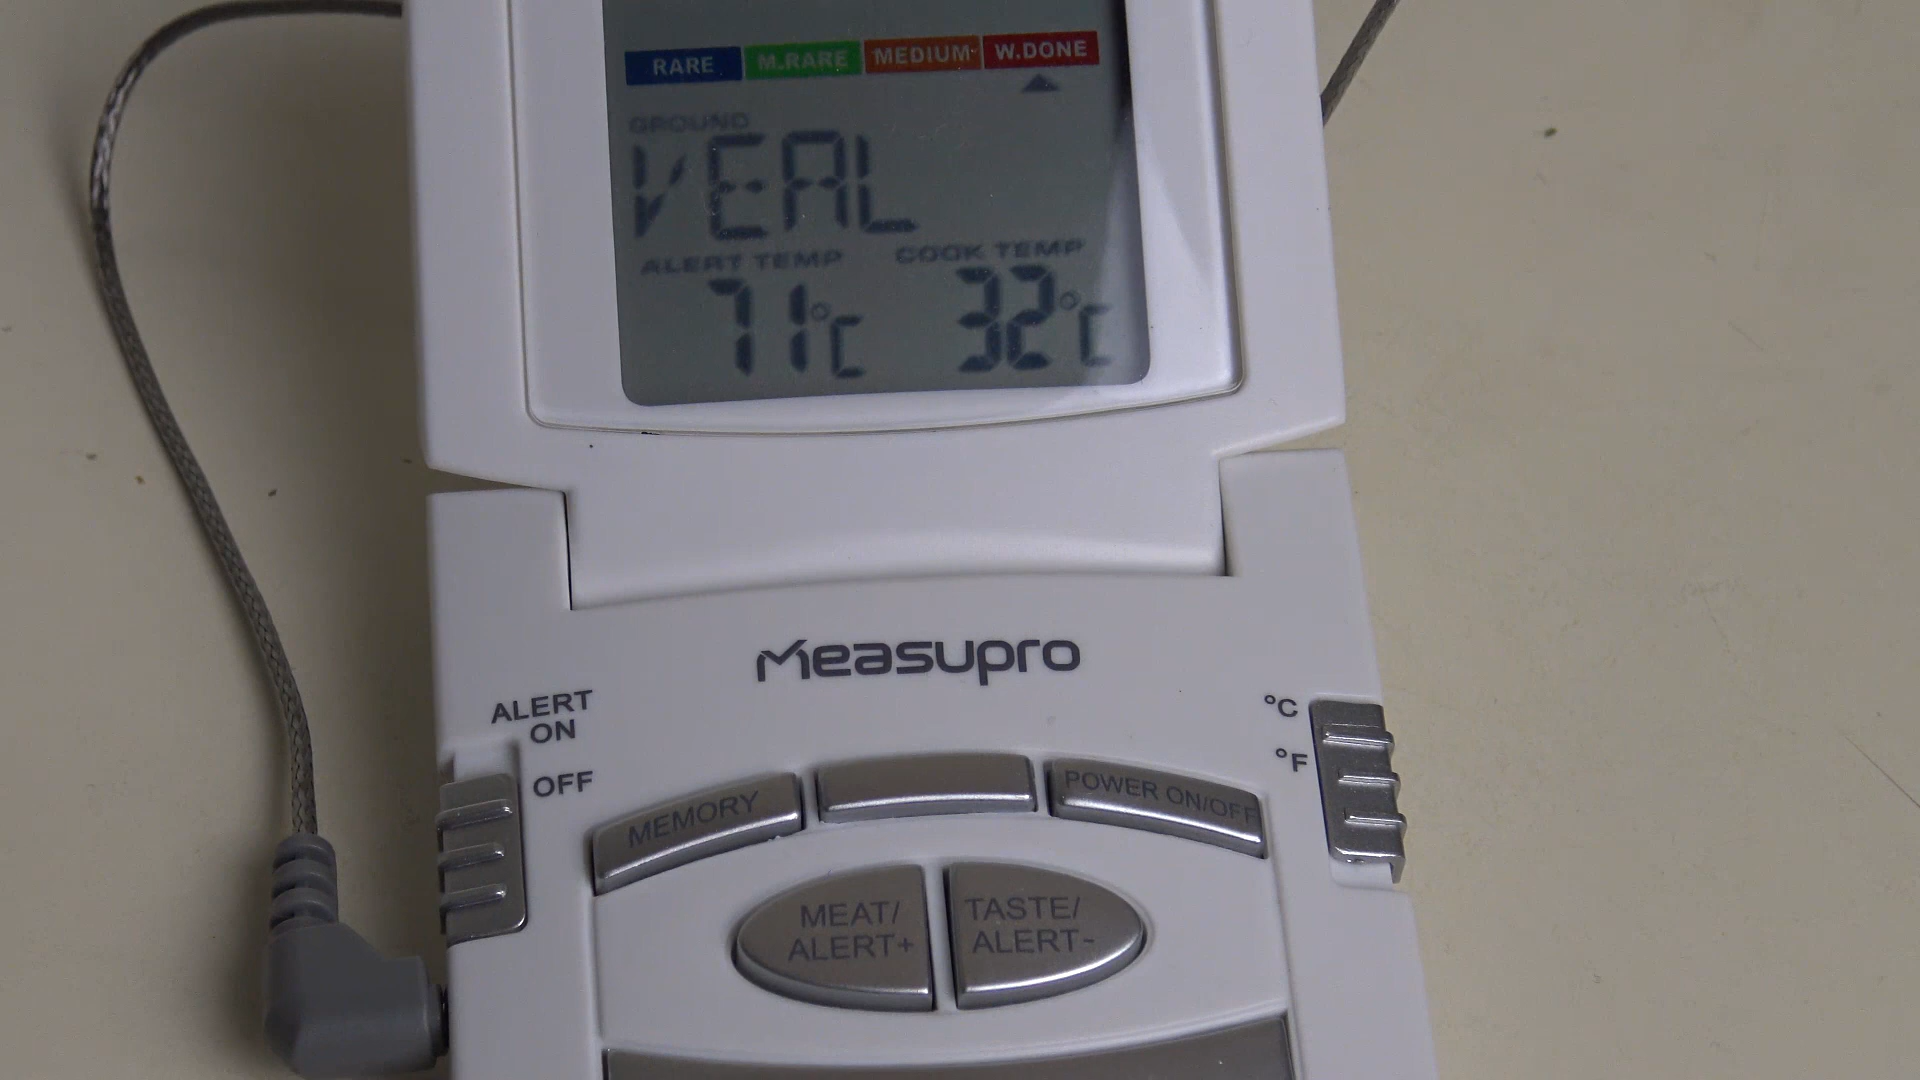 RARE M.RARE MEDIUM W.DONE
GROUND
VEAL
ALERT TEMP COOK TEMP
71°C 32°C
Measupro
ALERT
ON
OFF
°C
°F
MEMORY
POWER ON/OFF
MEAT/
ALERT+
TASTE/
ALERT-